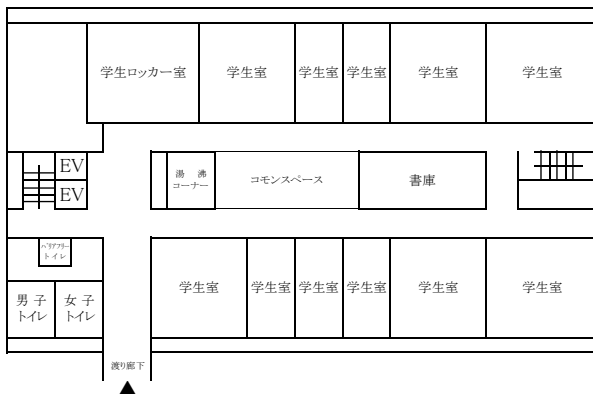 学生ロッカー室
学生室
学生室
学生室
学生室
学生室
EV
EV
湯 沸
コーナー
コモンスペース
書庫
バリアフリー
トイレ
男 子
トイレ
女 子
トイレ
学生室
学生室
学生室
学生室
学生室
学生室
渡り廊下